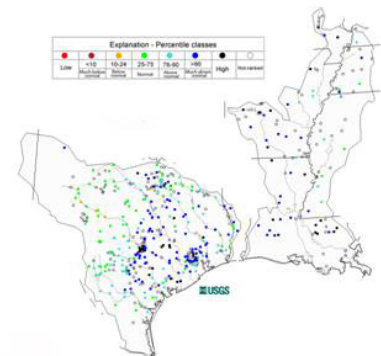 Explanation - Percentile classes
Low
<10
Much below normal
10-24
Below normal
25-75
Normal
76-90
Above normal
>90
Much above normal
High
Not ranked
USGS